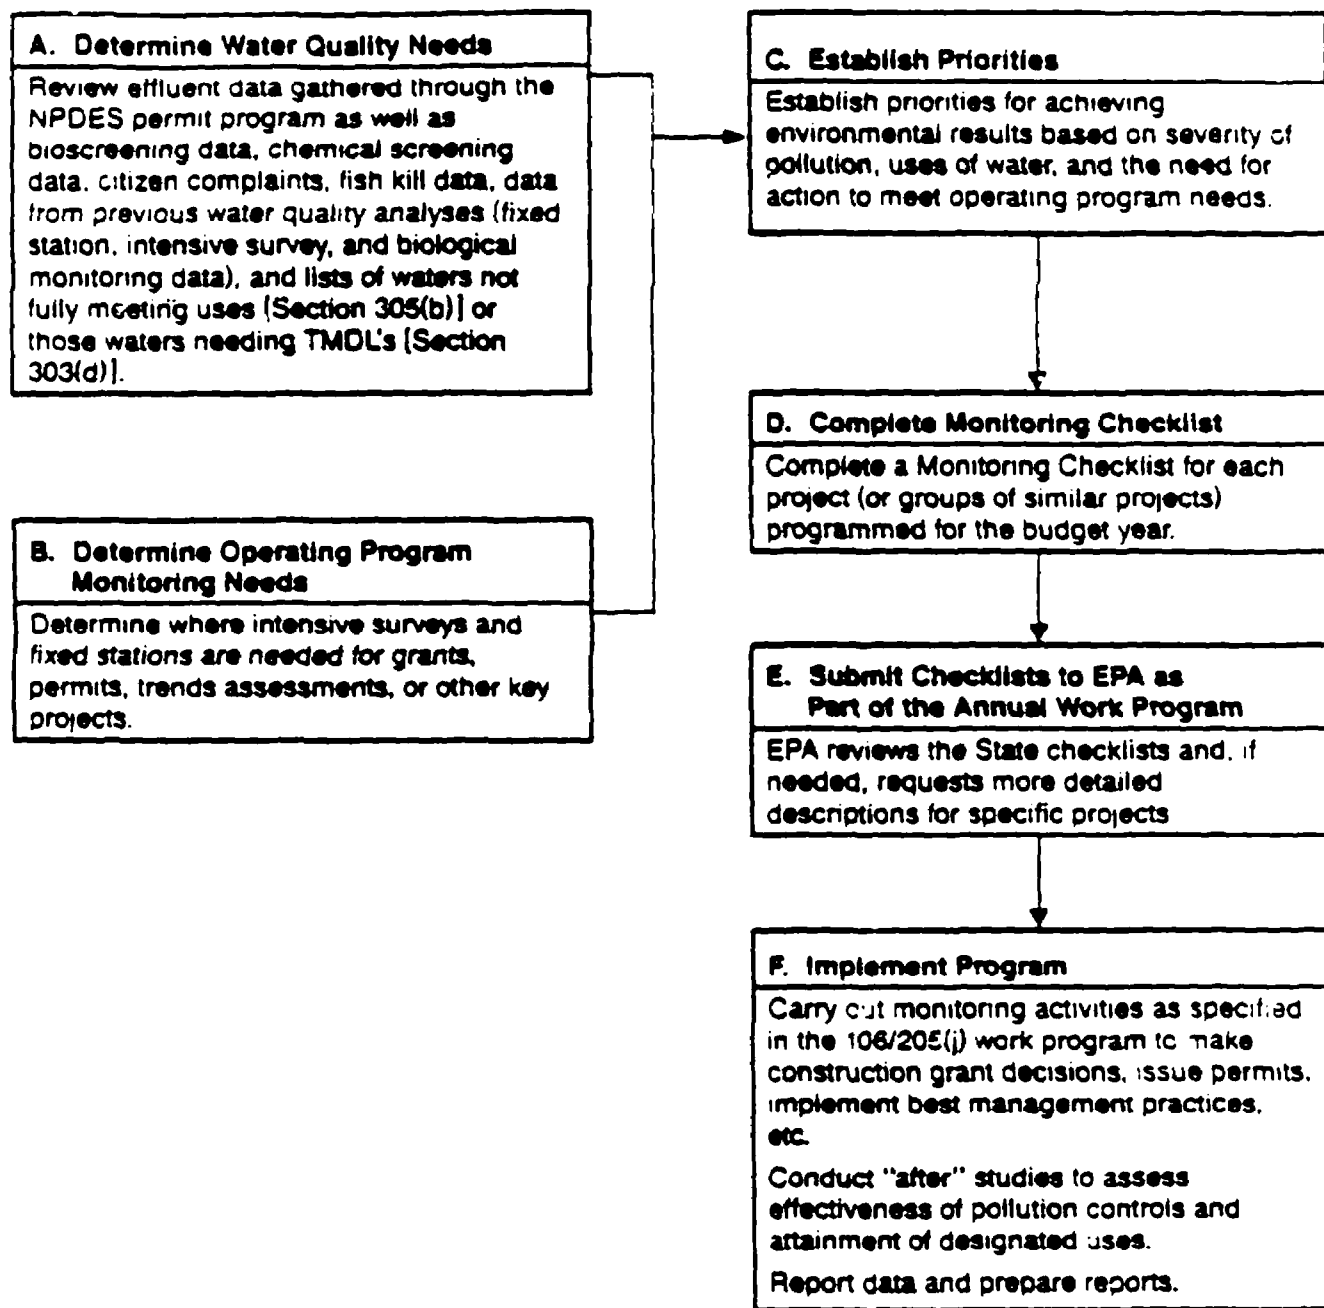 A. Determine Water Quality Needs
Review effluent data gathered through the
NPDES permit program as well as
bioscreening data, chemical screening
data, citizen complaints, fish kill data, data
from previous water quality analyses (fixed
station, intensive survey, and biological
monitoring data), and lists of waters not
fully meeting uses [Section 305(b)] or
those waters needing TMDL's [Section
303(d)].
B. Determine Operating Program
Monitoring Needs
Determine where intensive surveys and
fixed stations are needed for grants,
permits, trends assessments, or other key
projects.
C. Establish Priorities
Establish priorities for achieving
environmental results based on severity of
pollution, uses of water, and the need for
action to meet operating program needs.
D. Complete Monitoring Checklist
Complete a Monitoring Checklist for each
project (or groups of similar projects)
programmed for the budget year.
E. Submit Checklists to EPA as
Part of the Annual Work Program
EPA reviews the State checklists and, if
needed, requests more detailed
descriptions for specific projects
F. Implement Program
Carry out monitoring activities as specified
in the 106/205(j) work program to make
construction grant decisions, issue permits,
implement best management practices,
etc.
Conduct "after" studies to assess
effectiveness of pollution controls and
attainment of designated uses.
Report data and prepare reports.